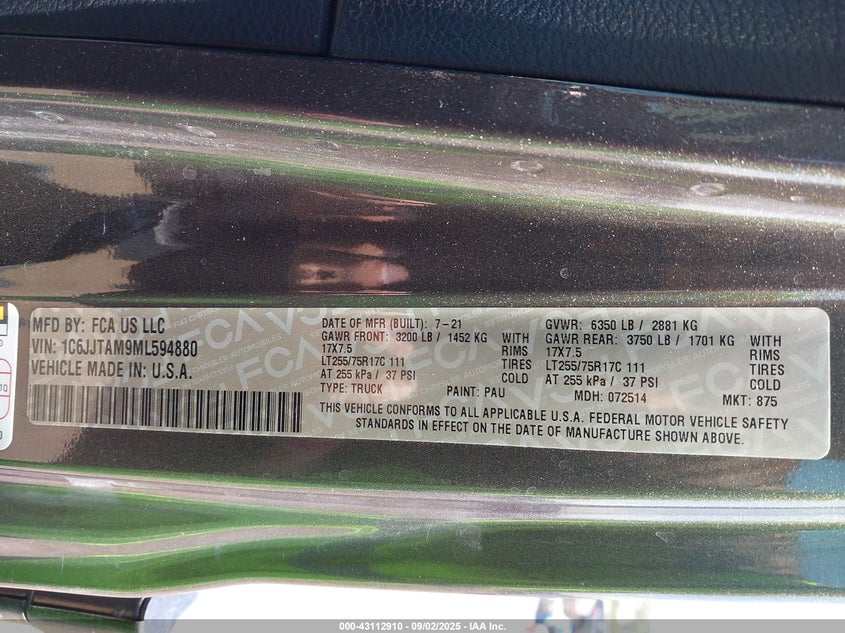 MFD BY: FCA US LLC
VIN: 1C6JJTAM9ML594880
VEHICLE MADE IN: U.S.A.
DATE OF MFR (BUILT): 7-21
GAWR FRONT: 3200 LB / 1452 KG
17X7.5 RIMS
LT255/75R17C 111 TIRES
AT 255 kPa / 37 PSI COLD
TYPE: TRUCK PAINT: PAU
GVWR: 6350 LB / 2881 KG
GAWR REAR: 3750 LB / 1701 KG
17X7.5 RIMS
LT255/75R17C 111 TIRES
AT 255 kPa / 37 PSI COLD
MDH: 072514 MKT: 875
THIS VEHICLE CONFORMS TO ALL APPLICABLE U.S.A. FEDERAL MOTOR VEHICLE SAFETY
STANDARDS IN EFFECT ON THE DATE OF MANUFACTURE SHOWN ABOVE.
000-43112910 - 09/02/2025 - IAA Inc.